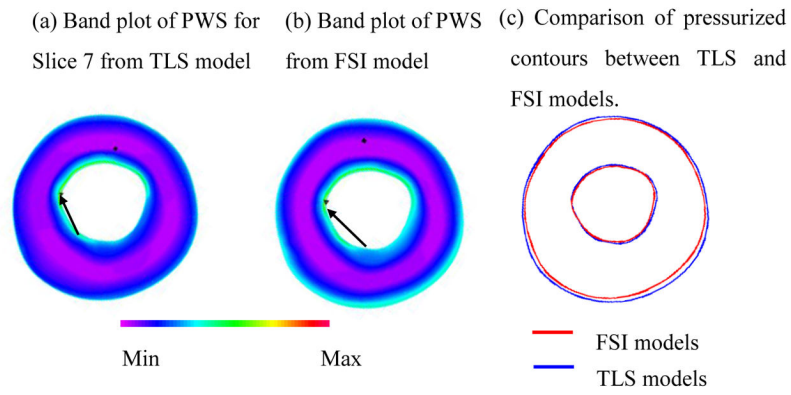 (a) Band plot of PWS for
Slice 7 from TLS model
(b) Band plot of PWS
from FSI model
(c) Comparison of pressurized
contours between TLS and
FSI models.
Min
Max
FSI models
TLS models